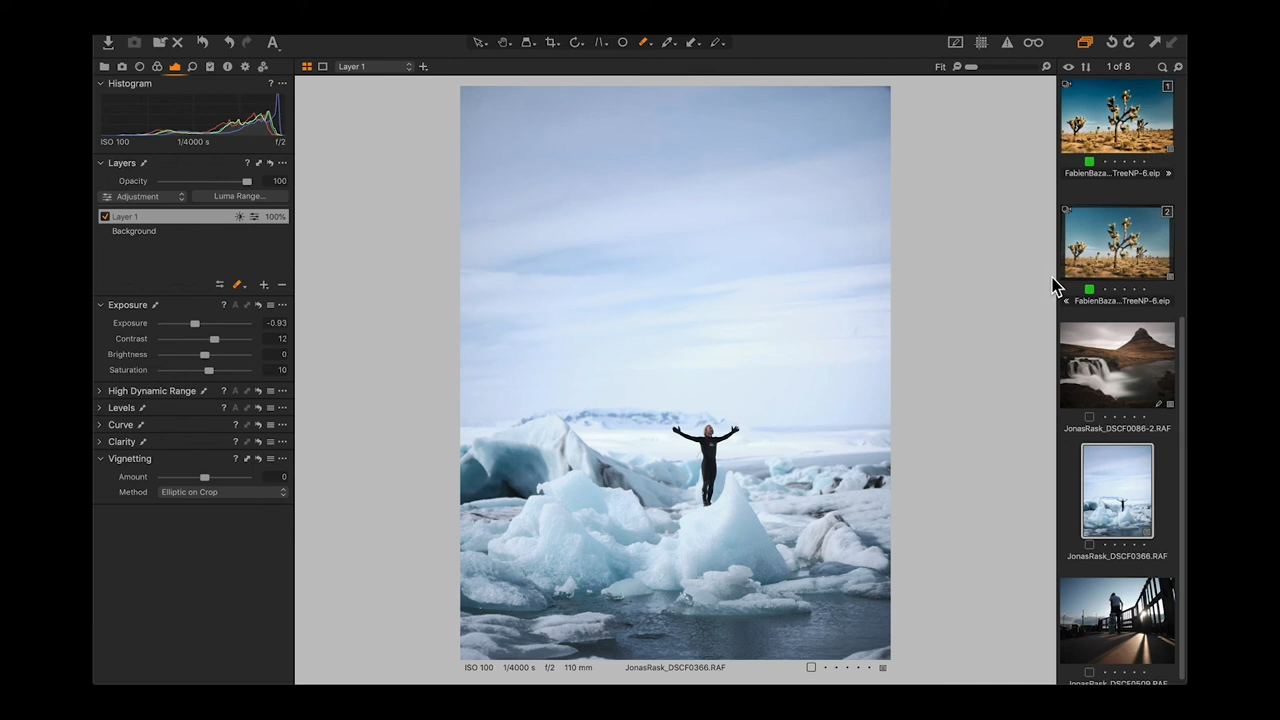 A
Layer 1
Fit
1 of 8
Histogram
?
ISO 100 1/4000 s f/2
Layers
?
Opacity 100
Adjustment Luma Range...
Layer 1 100%
Background
Exposure
? A
Exposure -0.93
Contrast 12
Brightness 0
Saturation 10
High Dynamic Range
? A
Levels
? A
Curve
? A
Clarity
?
Vignetting
?
Amount 0
Method Elliptic on Crop
ISO 100 1/4000 s f/2 110 mm JonasRask_DSCF0366.RAF
1
FabienBaza...TreeNP-6.eip »
2
« FabienBaza...TreeNP-6.eip
JonasRask_DSCF0086-2.RAF
JonasRask_DSCF0366.RAF
JonasRask_DSCF0509.RAF